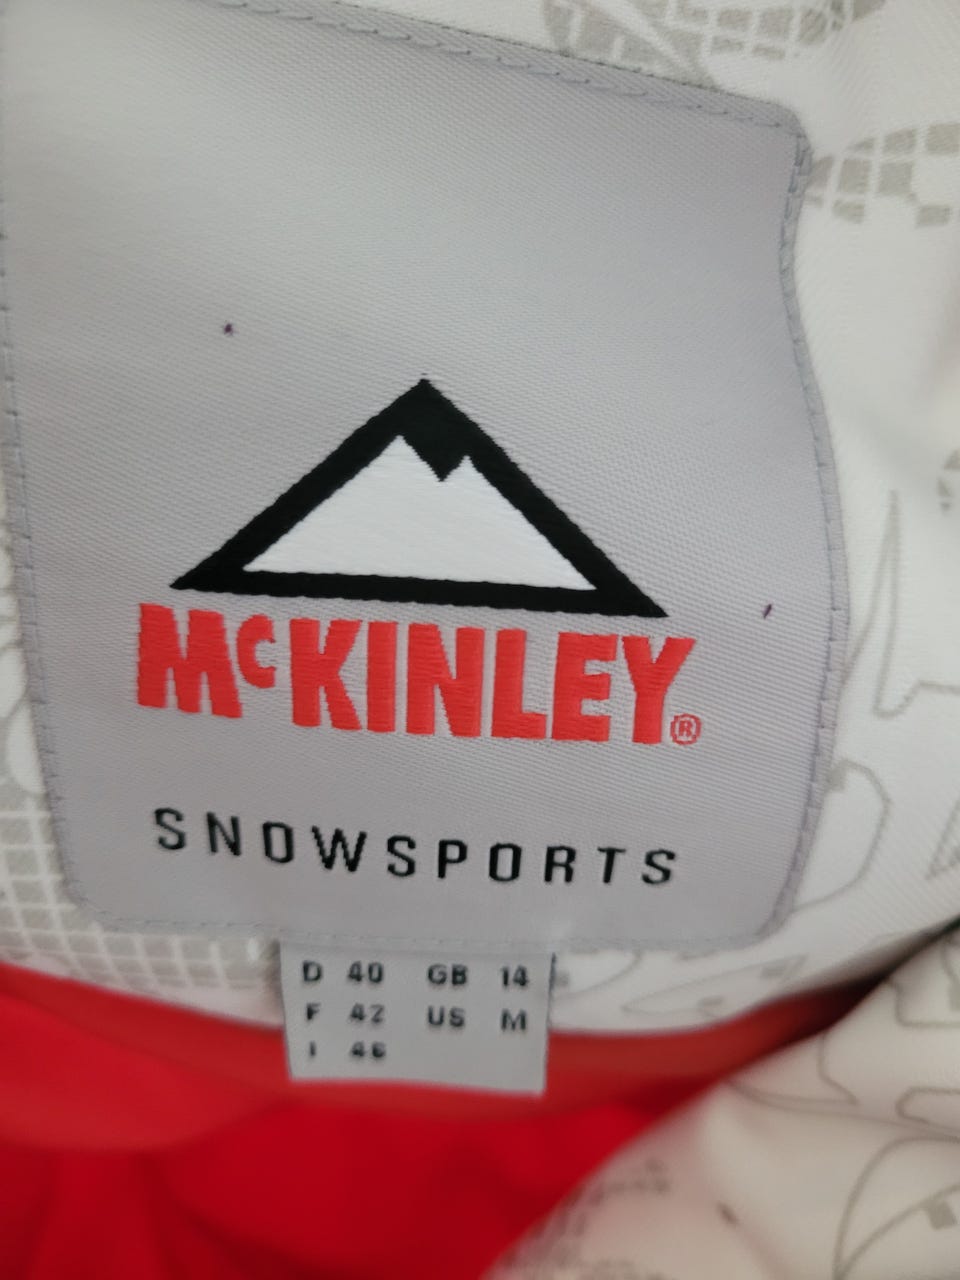 McKINLEY®
SNOWSPORTS
D 40 GB 14
F 42 US M
I 46